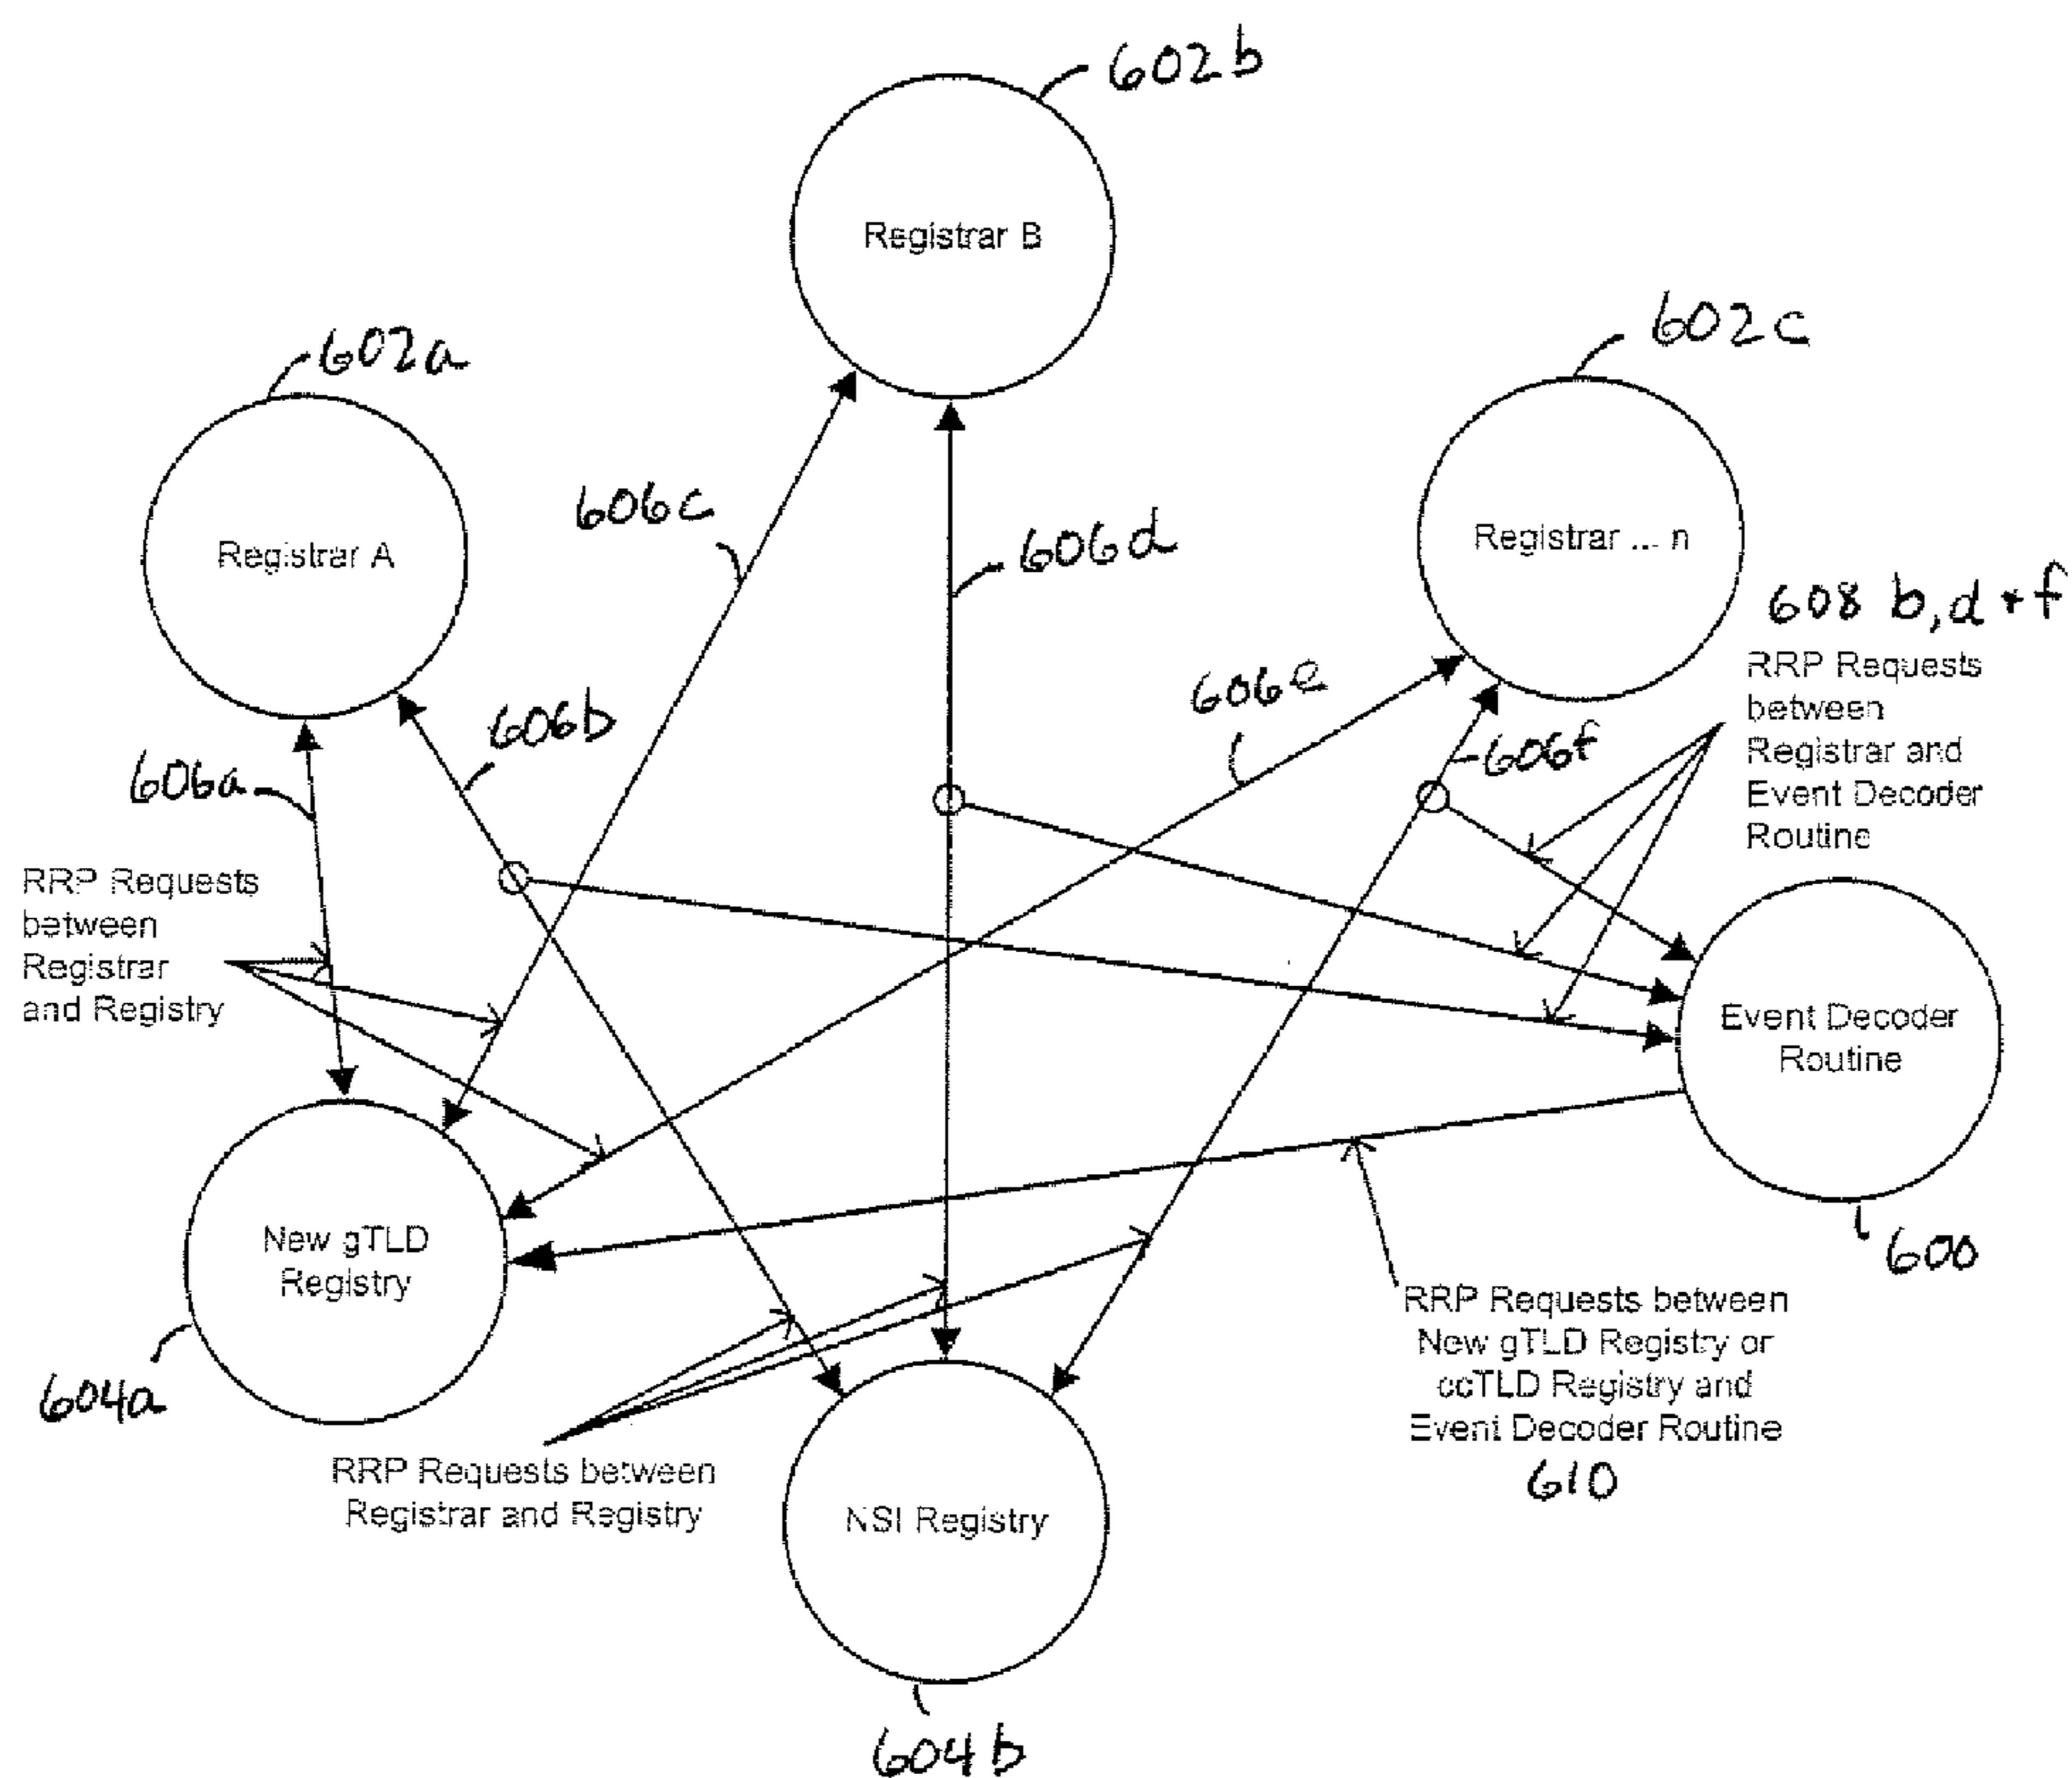 602b
Registrar B
602c
602a
Registrar ... n
606c
606d
Registrar A
608 b,d + f
RRP Requests
between
Registrar and
Event Decoder
Routine
606e
606b
606f
606a
RRP Requests
between
Registrar
and Registry
Event Decoder
Routine
New gTLD
Registry
600
RRP Requests between
New gTLD Registry or
ccTLD Registry and
Event Decoder Routine
610
604a
RRP Requests between
Registrar and Registry
NSI Registry
604b